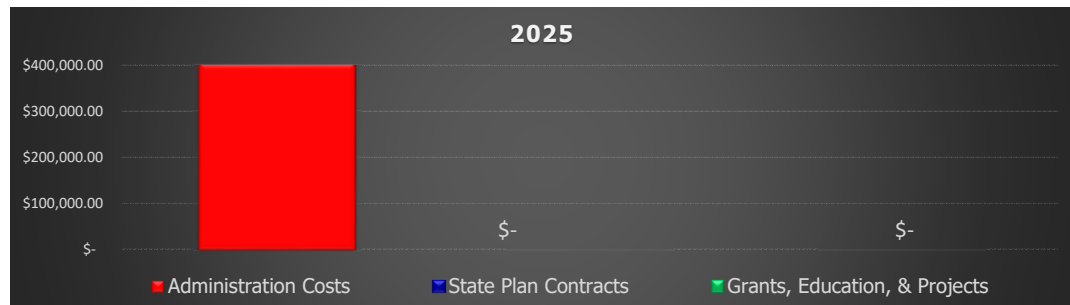 2025
$400,000.00
$300,000.00
$200,000.00
$100,000.00
$-
$-
$-
Administration Costs
State Plan Contracts
Grants, Education, & Projects